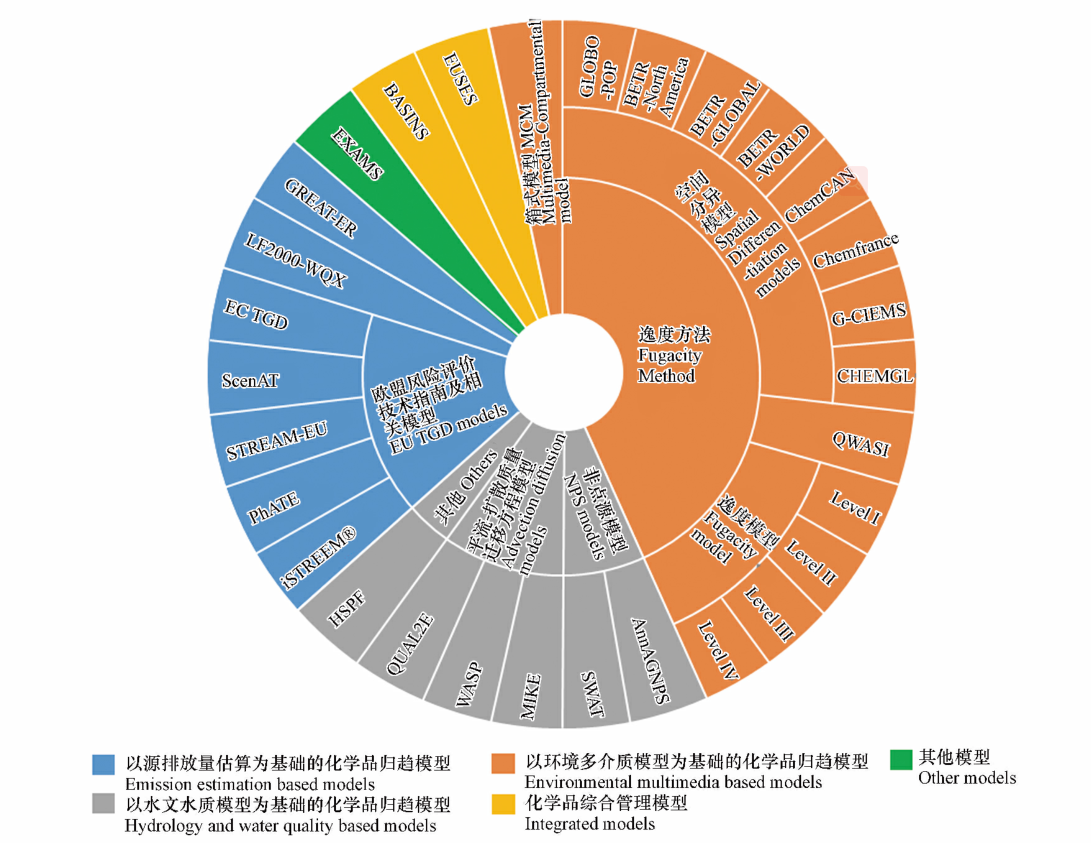 GLOBO
-POP
BETR
-North
America
BETR
-GLOBAL
BETR
-WORLD
ChemCAN
Chemfrance
G-CIEMS
CHEMGL
QWASI
Level I
Level II
Level III
Level IV
空间
分异
模型
Spatial
Differen
-tiation
models
逸度方法
Fugacity
Method
逸度模型
Fugacity
model
AnnAGNPS
SWAT
MIKE
WASP
QUAL2E
HSPF
非点源模型
NPS models
平流-扩散质量
迁移方程模型
Advection diffusion
models
其他 Others
iSTREEM®
PhATE
STREAM-EU
ScenAT
EC TGD
LF2000-WQX
GREAT-ER
欧盟风险评价
技术指南及相
关模型
EU TGD models
EXAMS
BASINS
EUSES
箱式模型 MCM
Multimedia-Compartmental
model
以源排放量估算为基础的化学品归趋模型
Emission estimation based models
以水文水质模型为基础的化学品归趋模型
Hydrology and water quality based models
以环境多介质模型为基础的化学品归趋模型
Environmental multimedia based models
化学品综合管理模型
Integrated models
其他模型
Other models